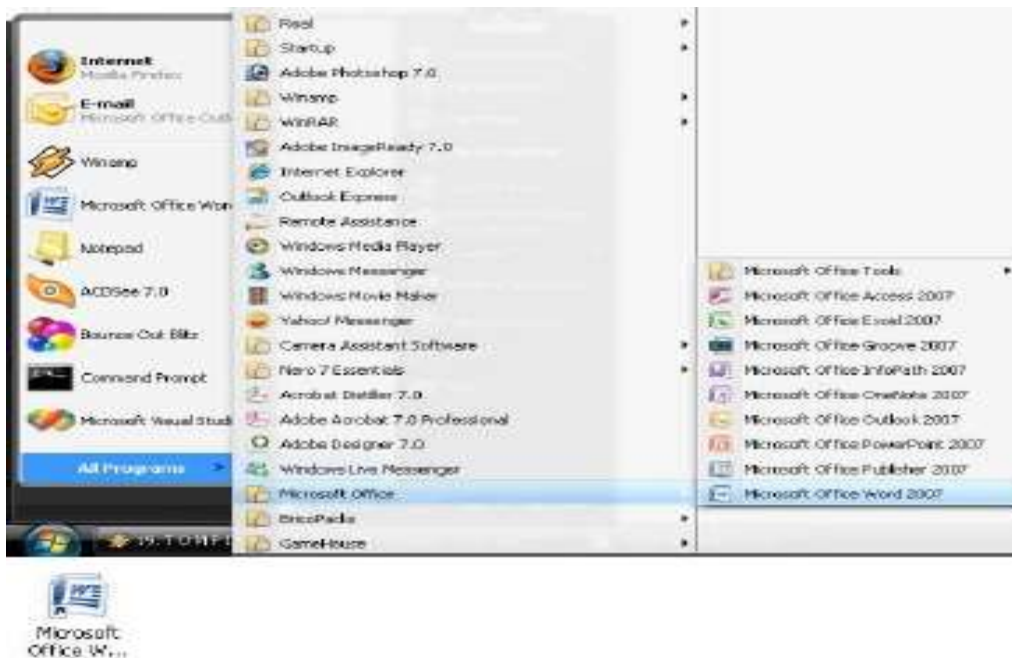 Internet
Mozilla Firefox
E-mail
Microsoft Office Outl
Winamp
Microsoft Office Wor
Notepad
ACDSee 7.0
Bounce Out Blitz
Command Prompt
Microsoft Visual Studi
All Programs
Real
Startup
Adobe Photoshop 7.0
Winamp
WinRAR
Adobe ImageReady 7.0
Internet Explorer
Outlook Express
Remote Assistance
Windows Media Player
Windows Messenger
Windows Movie Maker
Yahoo! Messenger
Camera Assistant Software
Nero 7 Essentials
Acrobat Distiller 7.0
Adobe Acrobat 7.0 Professional
Adobe Designer 7.0
Windows Live Messenger
Microsoft Office
BricoPacks
GameHouse
Microsoft Office Tools
Microsoft Office Access 2007
Microsoft Office Excel 2007
Microsoft Office Groove 2007
Microsoft Office InfoPath 2007
Microsoft Office OneNote 2007
Microsoft Office Outlook 2007
Microsoft Office PowerPoint 2007
Microsoft Office Publisher 2007
Microsoft Office Word 2007
Microsoft
Office W...